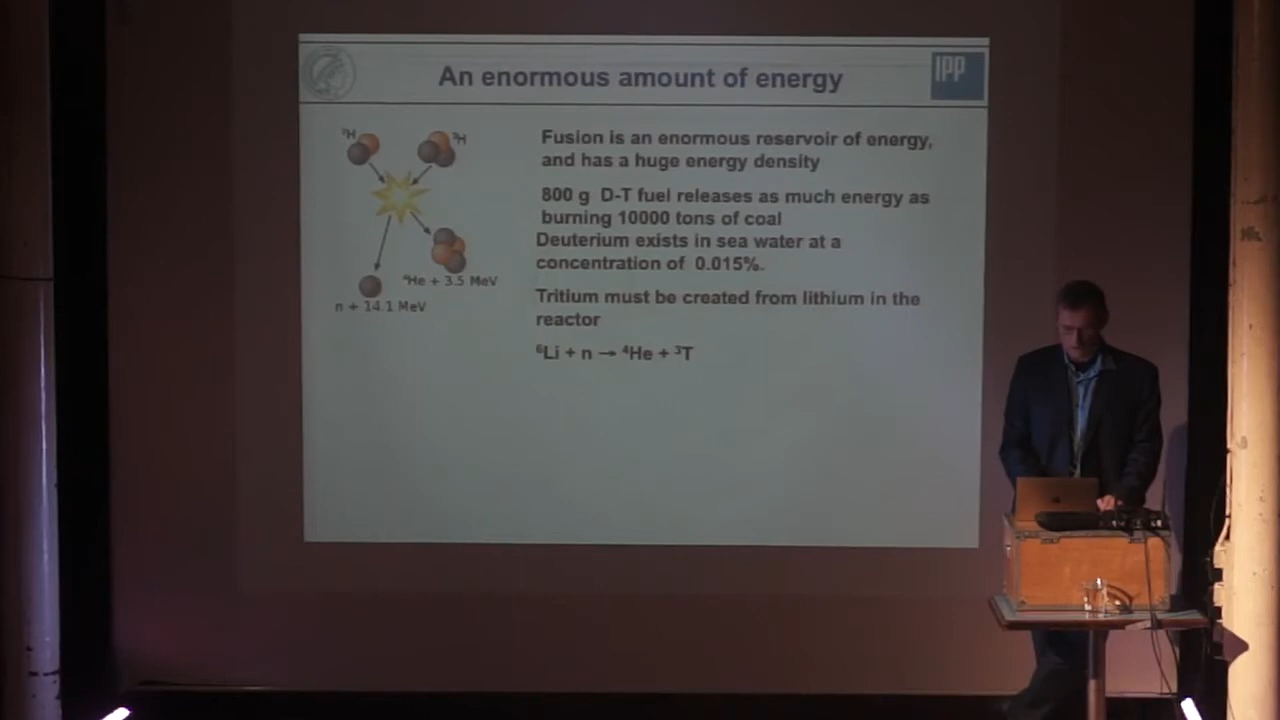 An enormous amount of energy
IPP
²H
³H
Fusion is an enormous reservoir of energy,
and has a huge energy density
800 g D-T fuel releases as much energy as
burning 10000 tons of coal
Deuterium exists in sea water at a
concentration of 0.015%.
⁴He + 3.5 MeV
n + 14.1 MeV
Tritium must be created from lithium in the
reactor
⁶Li + n → ⁴He + ³T